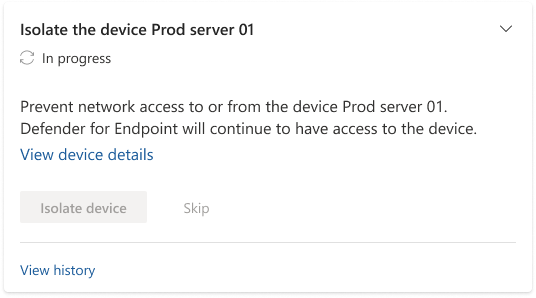 Isolate the device Prod server 01
In progress
Prevent network access to or from the device Prod server 01.
Defender for Endpoint will continue to have access to the device.
View device details
Isolate device Skip
View history